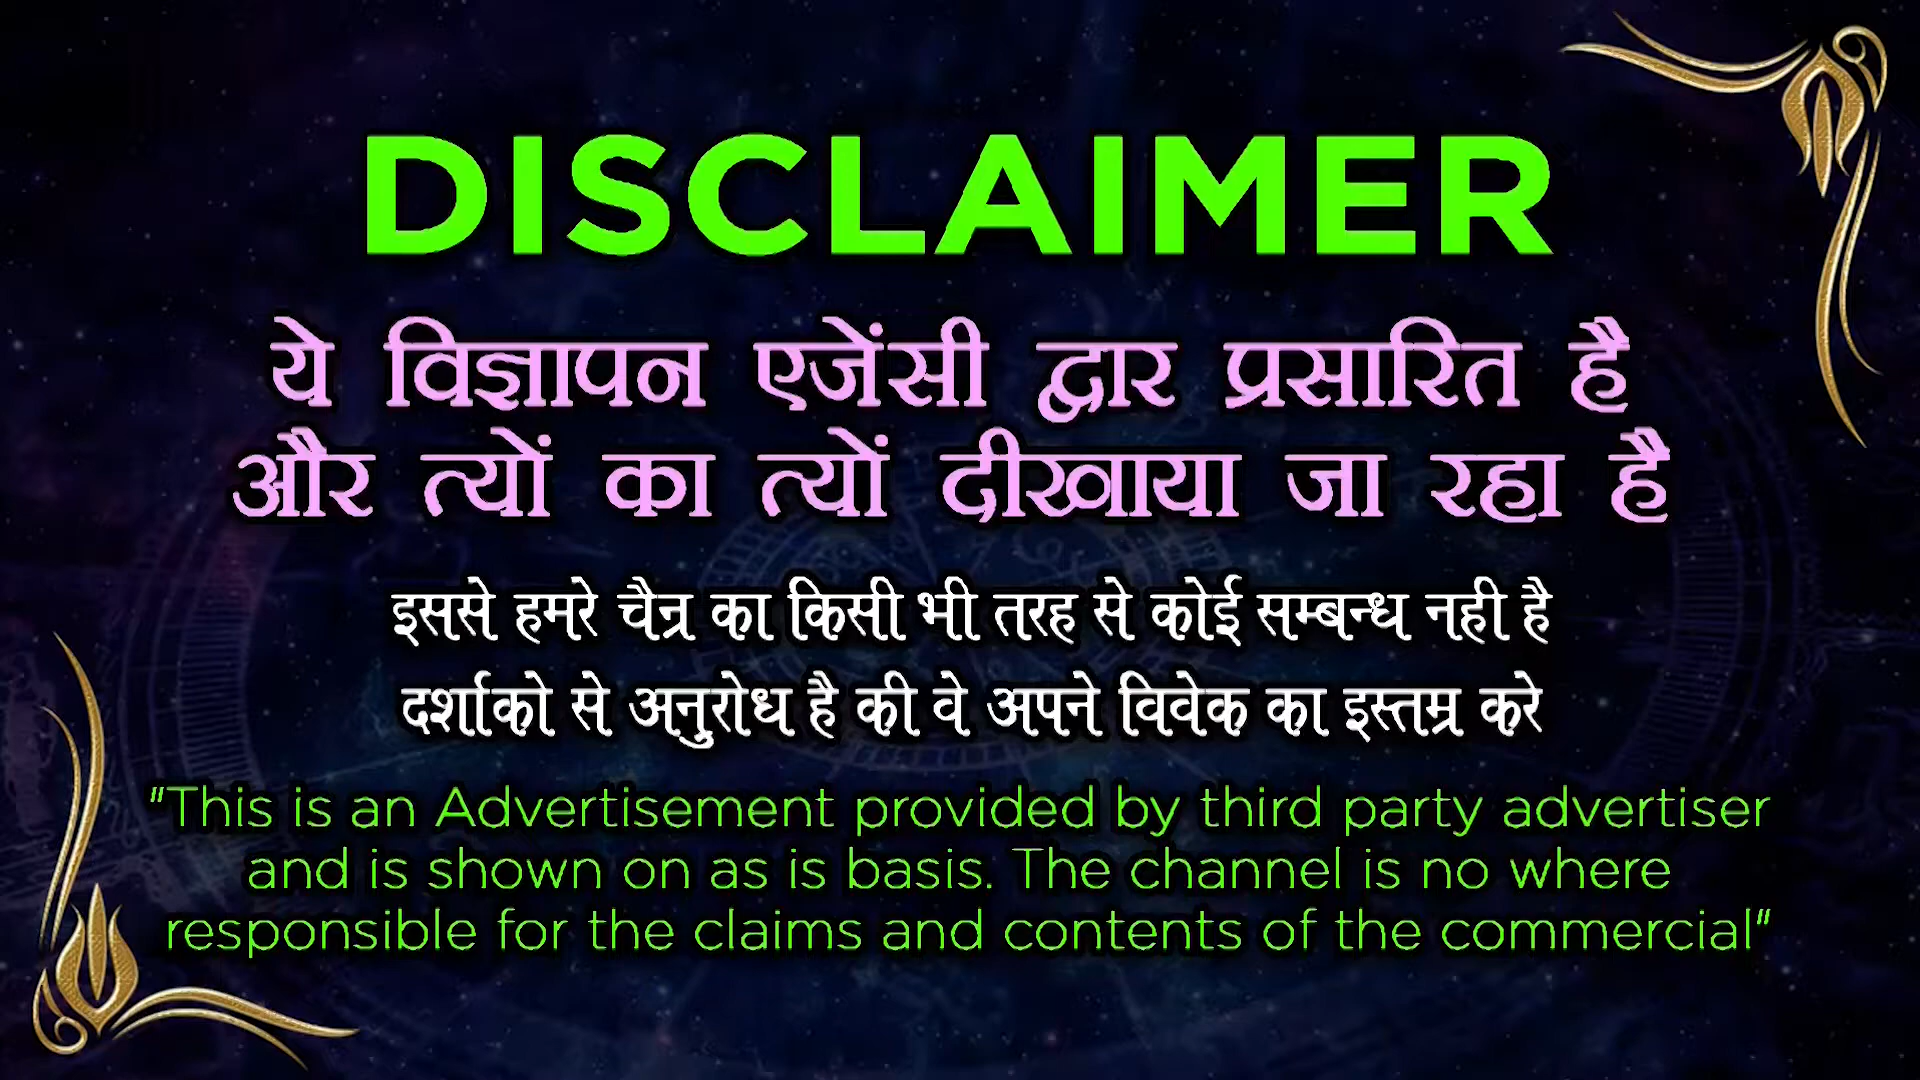 DISCLAIMER
ये विज्ञापन एजेंसी द्वार प्रसारित है
और त्यों का त्यों दीखाया जा रहा है
इससे हमरे चैन्र का किसी भी तरह से कोई सम्बन्ध नही है
दर्शाको से अनुरोध है की वे अपने विवेक का इस्तम्र करे
"This is an Advertisement provided by third party advertiser
and is shown on as is basis. The channel is no where
responsible for the claims and contents of the commercial"